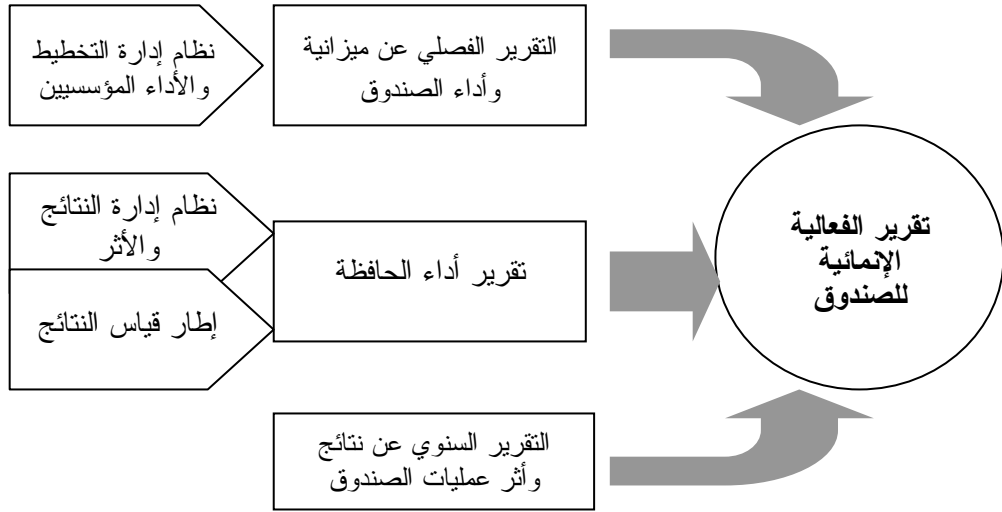 نظام إدارة التخطيط
والأداء المؤسسيين
التقرير الفصلي عن ميزانية
وأداء الصندوق
نظام إدارة النتائج
والأثر
إطار قياس النتائج
تقرير أداء الحافظة
التقرير السنوي عن نتائج
وأثر عمليات الصندوق
تقرير الفعالية
الإنمائية
للصندوق